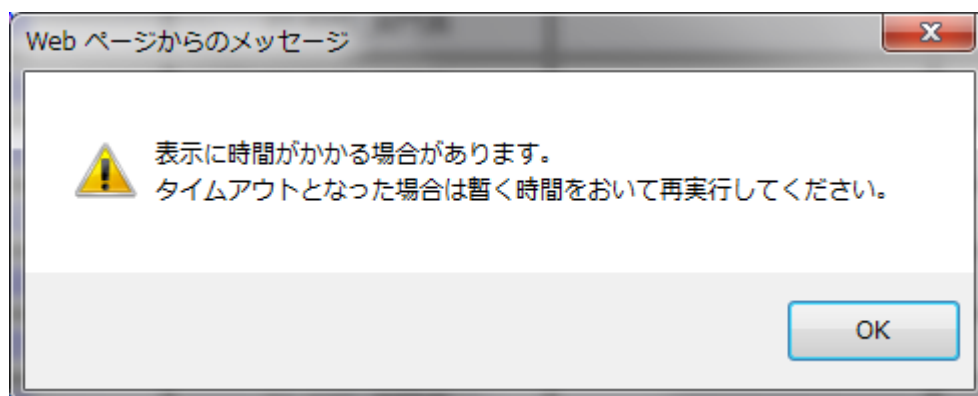 Web ページからのメッセージ
表示に時間がかかる場合があります。
タイムアウトとなった場合は暫く時間をおいて再実行してください。
OK